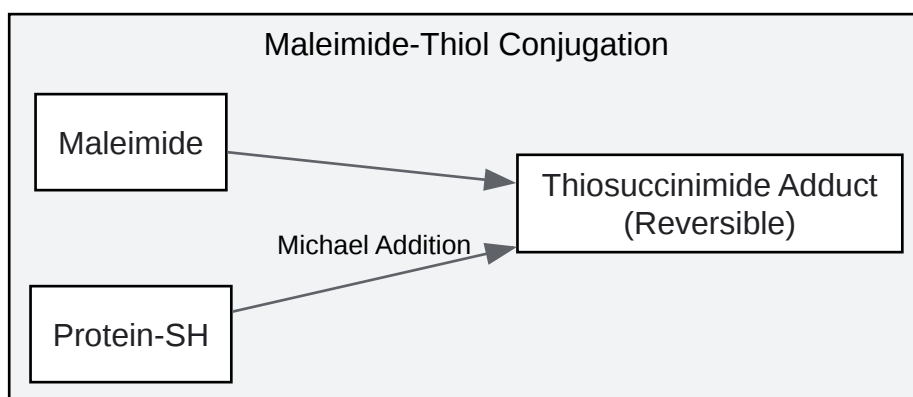 Maleimide-Thiol Conjugation
Maleimide
Thiosuccinimide Adduct
(Reversible)
Michael Addition
Protein-SH